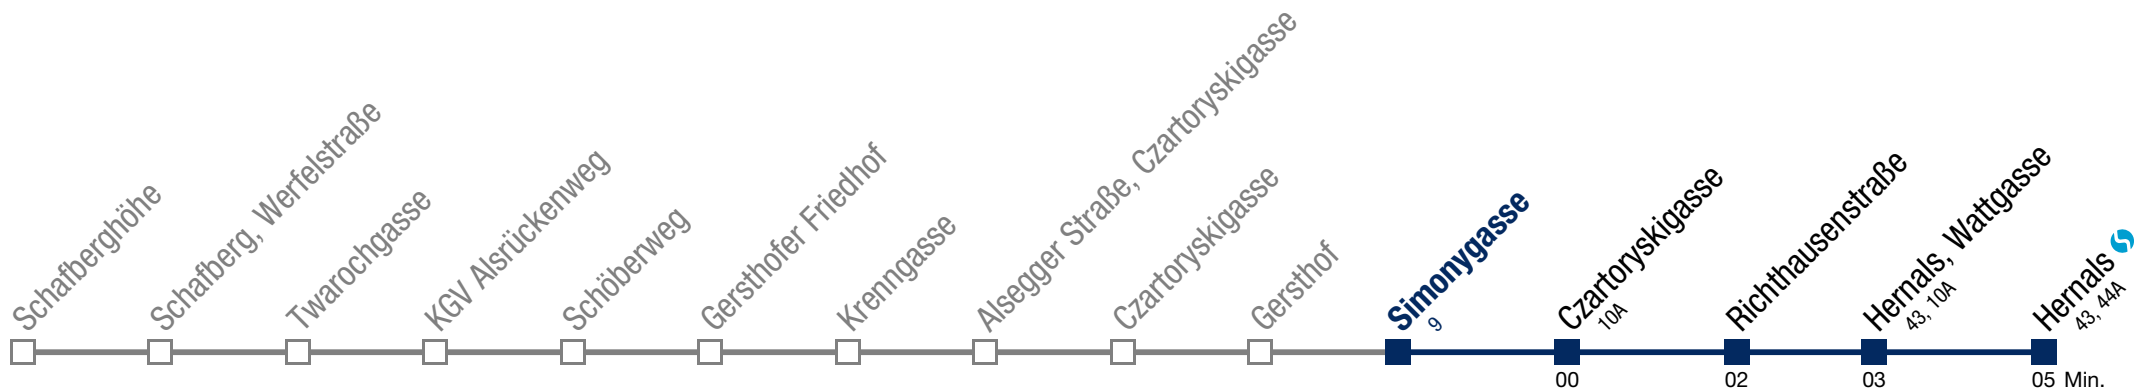 Schafberghöhe
Schafberg, Werfelstraße
Twarochgasse
KGV Alsrückenweg
Schöberweg
Gersthofer Friedhof
Krenngasse
Alsegger Straße, Czartoryskigasse
Czartoryskigasse
Gersthof
Simonygasse
9
Czartoryskigasse
10A
Richthausenstraße
Hernals, Wattgasse
43, 10A
Hernals
43, 44A
00 02 03 05 Min.